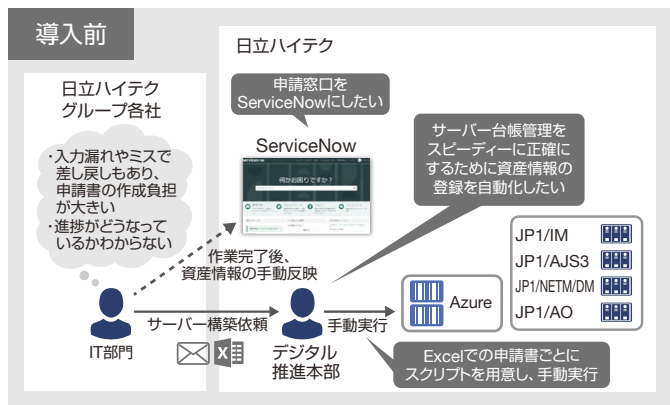 導入前
日立ハイテク
グループ各社
・入力漏れやミスで
差し戻しもあり、
申請書の作成負担
が大きい
・進捗がどうなって
いるかわからない
IT部門
日立ハイテク
申請窓口を
ServiceNowにしたい
ServiceNow
何かお困りですか？
サーバー台帳管理を
スピーディーに正確に
するために資産情報の
登録を自動化したい
作業完了後、
資産情報の手動反映
サーバー構築依頼
デジタル
推進本部
手動実行
Azure
JP1/IM
JP1/AJS3
JP1/NETM/DM
JP1/AO
Excelでの申請書ごとに
スクリプトを用意し、手動実行